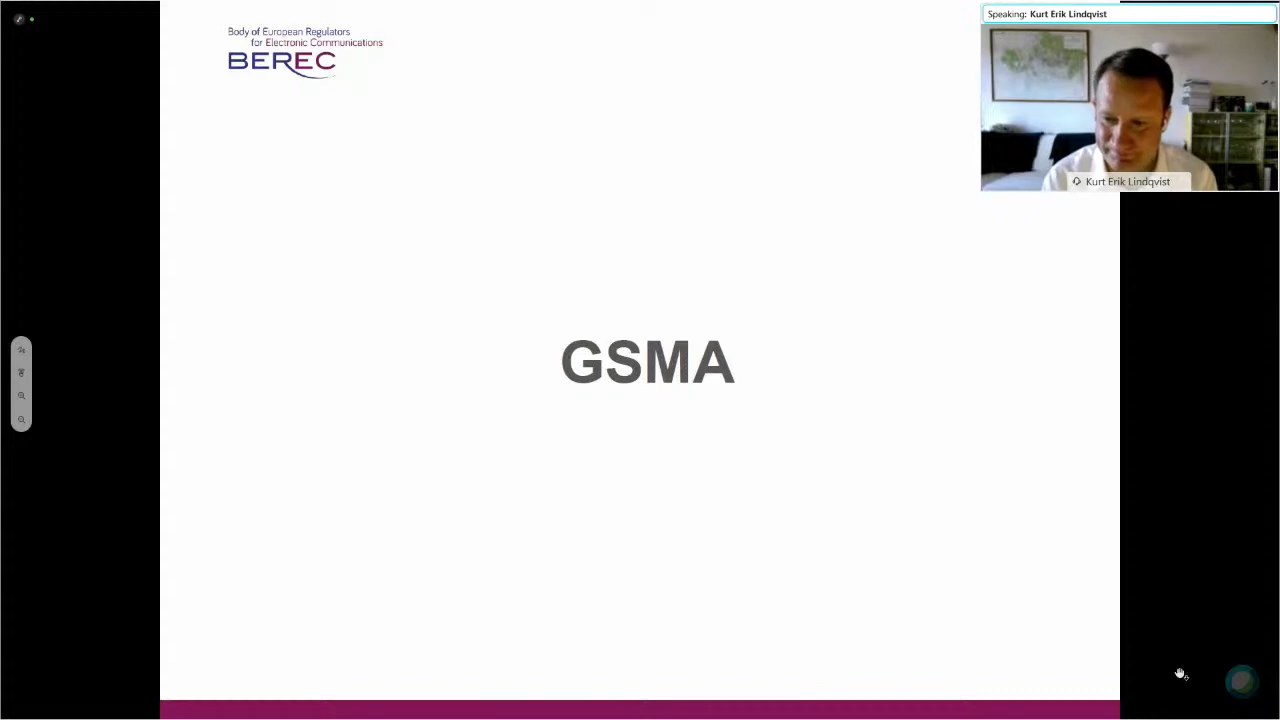 Body of European Regulators
for Electronic Communications
BEREC
Speaking: Kurt Erik Lindqvist
Kurt Erik Lindqvist
GSMA